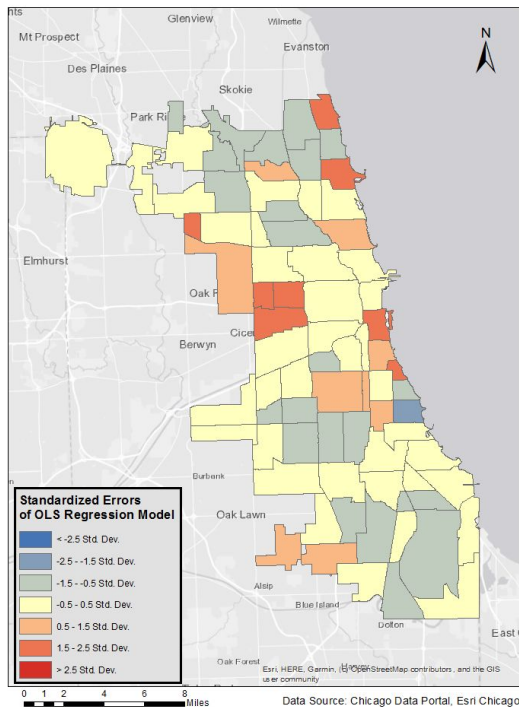 nts
Glenview
Wilmette
Mt Prospect
Evanston
N
Des Plaines
Skokie
Park Ri
Elmhurst
Oak P
Cice
Berwyn
Burbank
Oak Lawn
Alsip
Blue Island
Dolton
East C
Oak Forest
Harvey
Standardized Errors
of OLS Regression Model
< -2.5 Std. Dev.
-2.5 - -1.5 Std. Dev.
-1.5 - -0.5 Std. Dev.
-0.5 - 0.5 Std. Dev.
0.5 - 1.5 Std. Dev.
1.5 - 2.5 Std. Dev.
> 2.5 Std. Dev.
Esri, HERE, Garmin, (c) OpenStreetMap contributors, and the GIS
user community
0 1 2 4 6 8
Miles
Data Source: Chicago Data Portal, Esri Chicago